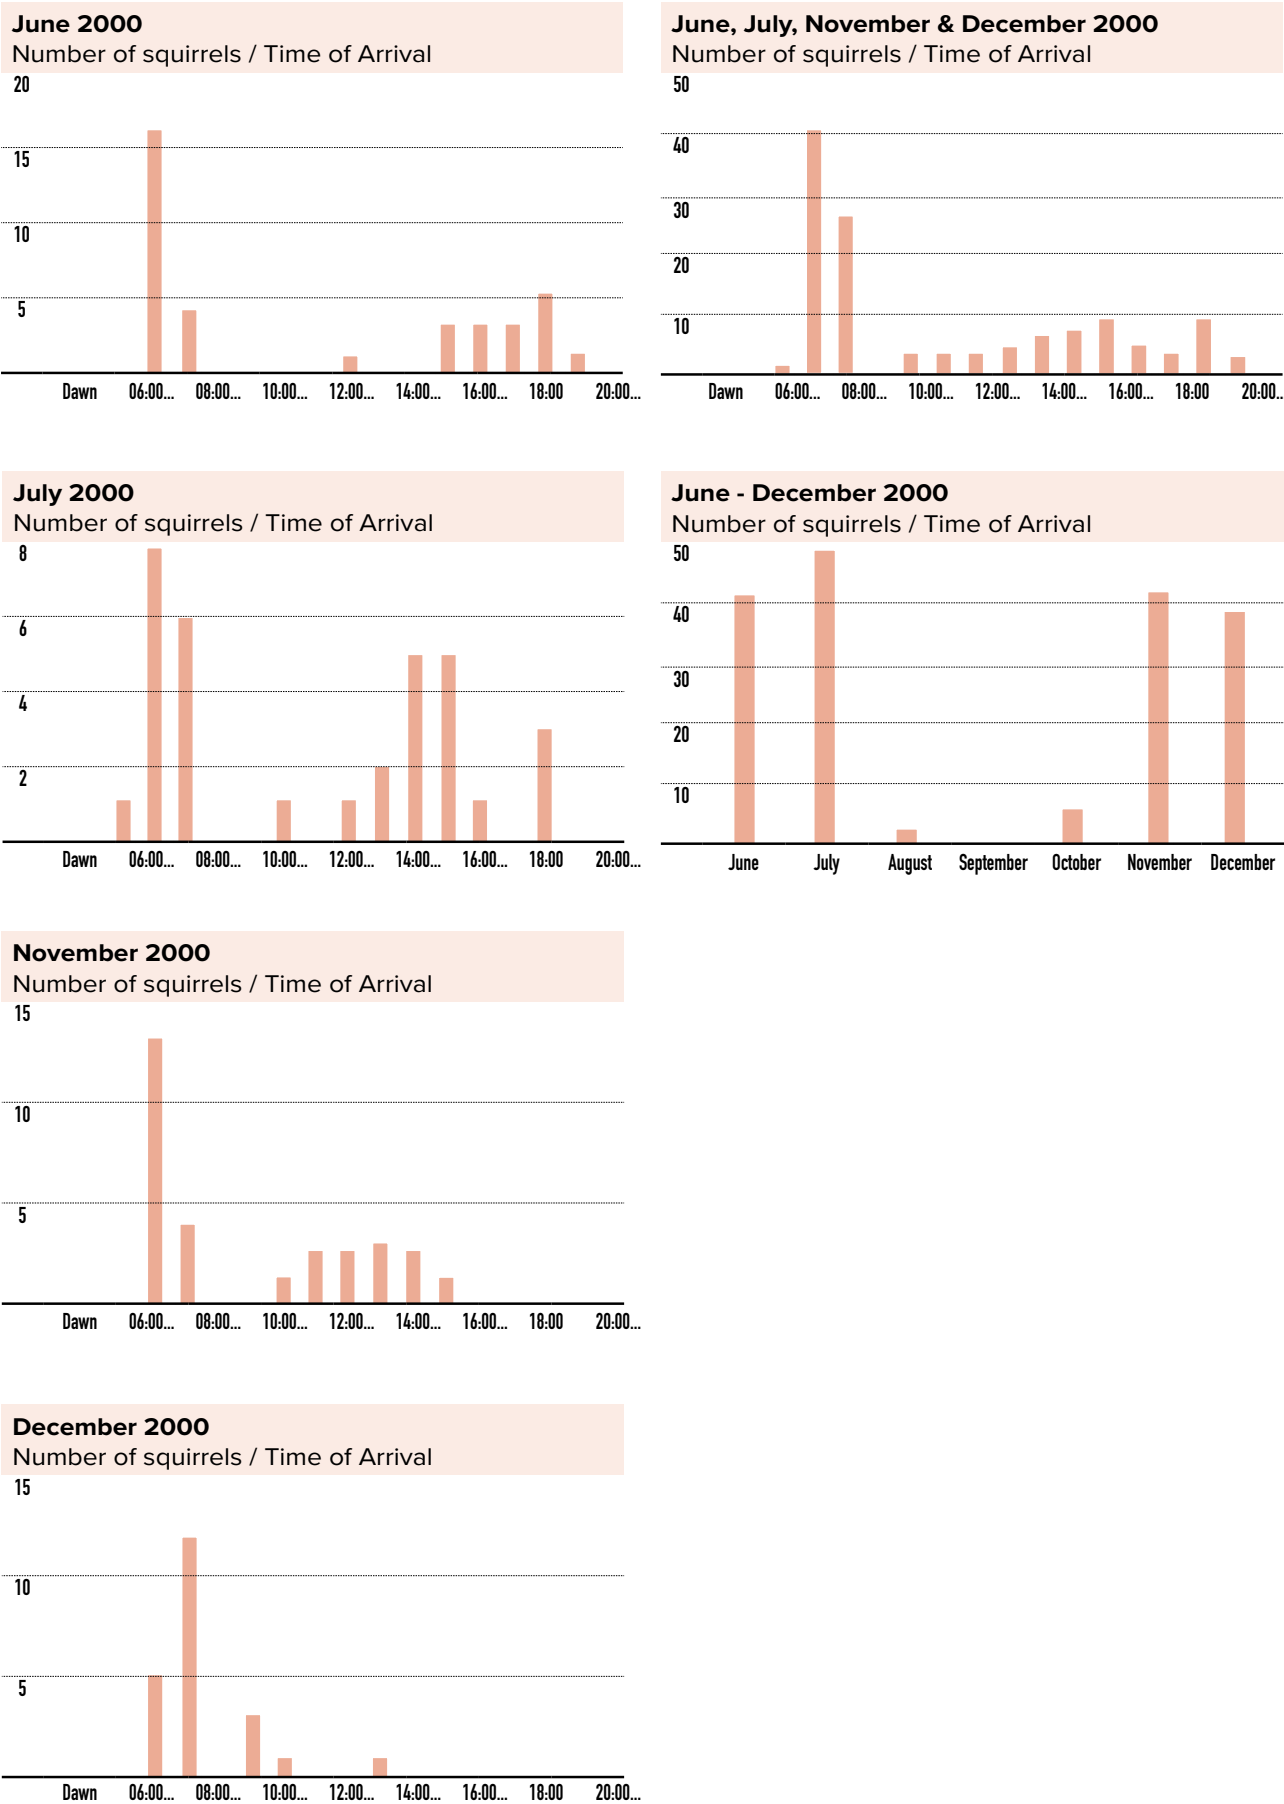 June 2000
Number of squirrels / Time of Arrival
20
15
10
5
Dawn 06:00... 08:00... 10:00... 12:00... 14:00... 16:00... 18:00 20:00...
July 2000
Number of squirrels / Time of Arrival
8
6
4
2
Dawn 06:00... 08:00... 10:00... 12:00... 14:00... 16:00... 18:00 20:00...
November 2000
Number of squirrels / Time of Arrival
15
10
5
Dawn 06:00... 08:00... 10:00... 12:00... 14:00... 16:00... 18:00 20:00...
December 2000
Number of squirrels / Time of Arrival
15
10
5
Dawn 06:00... 08:00... 10:00... 12:00... 14:00... 16:00... 18:00 20:00...
June, July, November & December 2000
Number of squirrels / Time of Arrival
50
40
30
20
10
Dawn 06:00... 08:00... 10:00... 12:00... 14:00... 16:00... 18:00 20:00..
June - December 2000
Number of squirrels / Time of Arrival
50
40
30
20
10
June July August September October November December